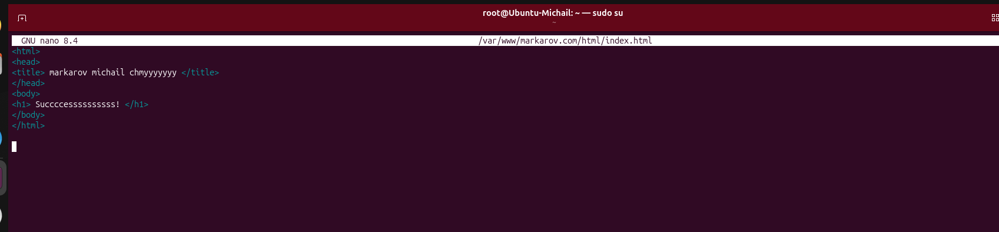 root@Ubuntu-Michail: ~ — sudo su
~
GNU nano 8.4 /var/www/markarov.com/html/index.html
<html>
<head>
<title> markarov michail chmyyyyyyy </title>
</head>
<body>
<h1> Succccessssssssss! </h1>
</body>
</html>